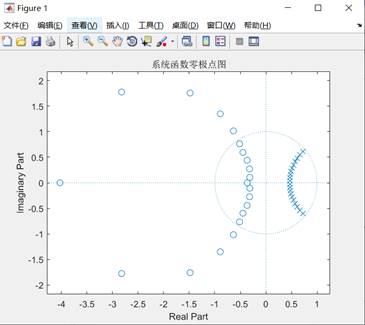 Figure 1
文件(F) 编辑(E) 查看(V) 插入(I) 工具(T) 桌面(D) 窗口(W) 帮助(H)
系统函数零极点图
2
1.5
1
0.5
0
-0.5
-1
-1.5
-2
Imaginary Part
-4 -3.5 -3 -2.5 -2 -1.5 -1 -0.5 0 0.5 1
Real Part